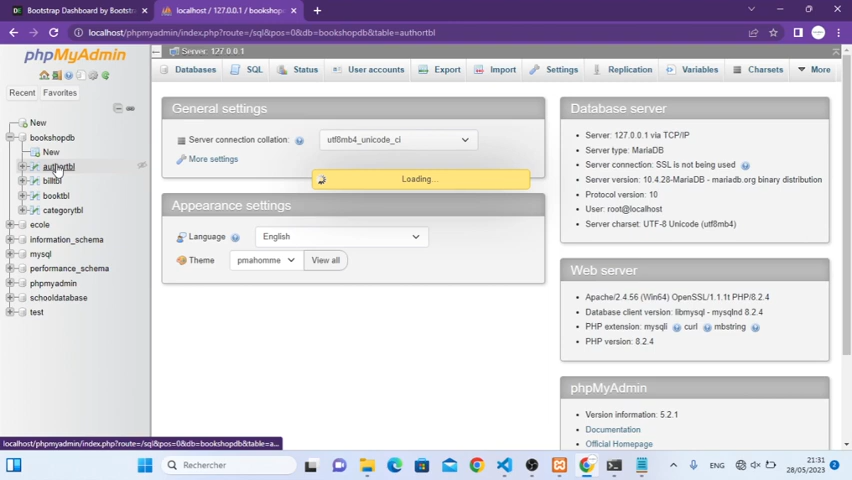 Bootstrap Dashboard by Bootstra
localhost / 127.0.0.1 / bookshop
localhost/phpmyadmin/index.php?route=/sql&pos=0&db=bookshopdb&table=authortbl
phpMyAdmin
Server: 127.0.0.1
Databases SQL Status User accounts Export Import Settings Replication Variables Charsets More
Recent Favorites
New
bookshopdb
New
authortbl
billtbl
booktbl
categorytbl
ecole
information_schema
mysql
performance_schema
phpmyadmin
schooldatabase
test
General settings
Server connection collation: utf8mb4_unicode_ci
More settings
Loading...
Appearance settings
Language English
Theme pmahomme View all
Database server
Server: 127.0.0.1 via TCP/IP
Server type: MariaDB
Server connection: SSL is not being used
Server version: 10.4.28-MariaDB - mariadb.org binary distribution
Protocol version: 10
User: root@localhost
Server charset: UTF-8 Unicode (utf8mb4)
Web server
Apache/2.4.56 (Win64) OpenSSL/1.1.1t PHP/8.2.4
Database client version: libmysql - mysqlnd 8.2.4
PHP extension: mysqli curl mbstring
PHP version: 8.2.4
phpMyAdmin
Version information: 5.2.1
Documentation
Official Homepage
localhost/phpmyadmin/index.php?route=/sql&pos=0&db=bookshopdb&table=a...
Rechercher
ENG
21:31
28/05/2023
2